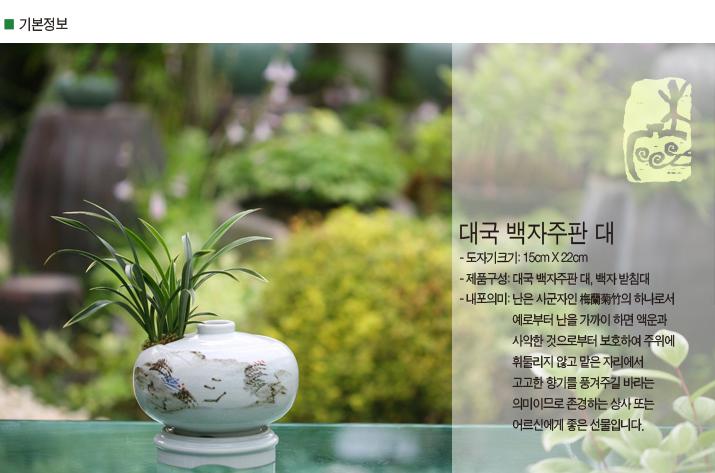 기본정보
대국 백자주판 대
- 도자기크기: 15cm X 22cm
- 제품구성: 대국 백자주판 대, 백자 받침대
- 내포의미: 난은 사군자인 梅蘭菊竹의 하나로서
예로부터 난을 가까이 하면 액운과
사악한 것으로부터 보호하여 주위에
휘둘리지 않고 맡은 자리에서
고고한 향기를 풍겨주길 바라는
의미이므로 존경하는 상사 또는
어르신에게 좋은 선물입니다.